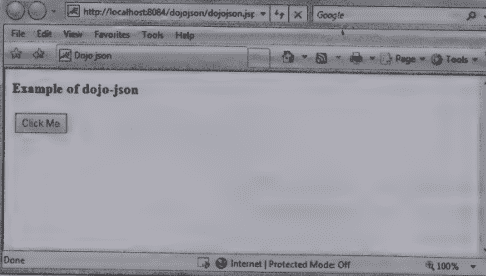 http://localhost:8084/dojojson/dojojson.jsp
Google
File Edit View Favorites Tools Help
Dojo json
Page Tools
Example of dojo-json
Click Me
Done
Internet | Protected Mode: Off
100%